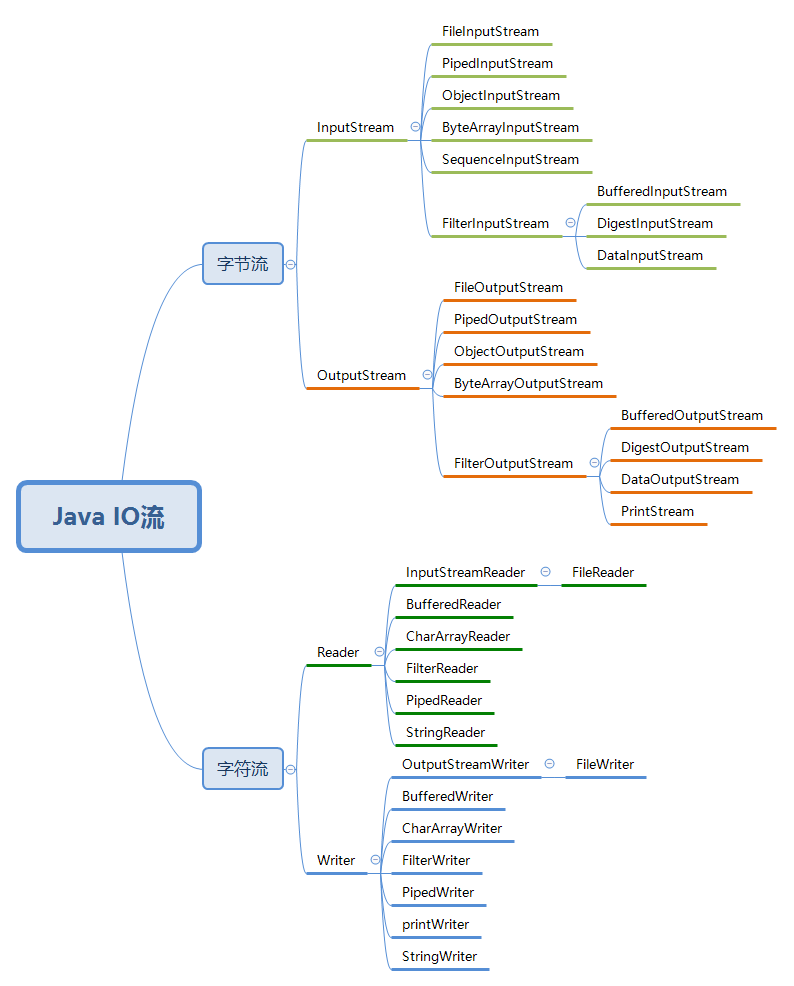 Java IO流
字节流
InputStream
FileInputStream
PipedInputStream
ObjectInputStream
ByteArrayInputStream
SequenceInputStream
FilterInputStream
BufferedInputStream
DigestInputStream
DataInputStream
OutputStream
FileOutputStream
PipedOutputStream
ObjectOutputStream
ByteArrayOutputStream
FilterOutputStream
BufferedOutputStream
DigestOutputStream
DataOutputStream
PrintStream
字符流
Reader
InputStreamReader
FileReader
BufferedReader
CharArrayReader
FilterReader
PipedReader
StringReader
Writer
OutputStreamWriter
FileWriter
BufferedWriter
CharArrayWriter
FilterWriter
PipedWriter
printWriter
StringWriter